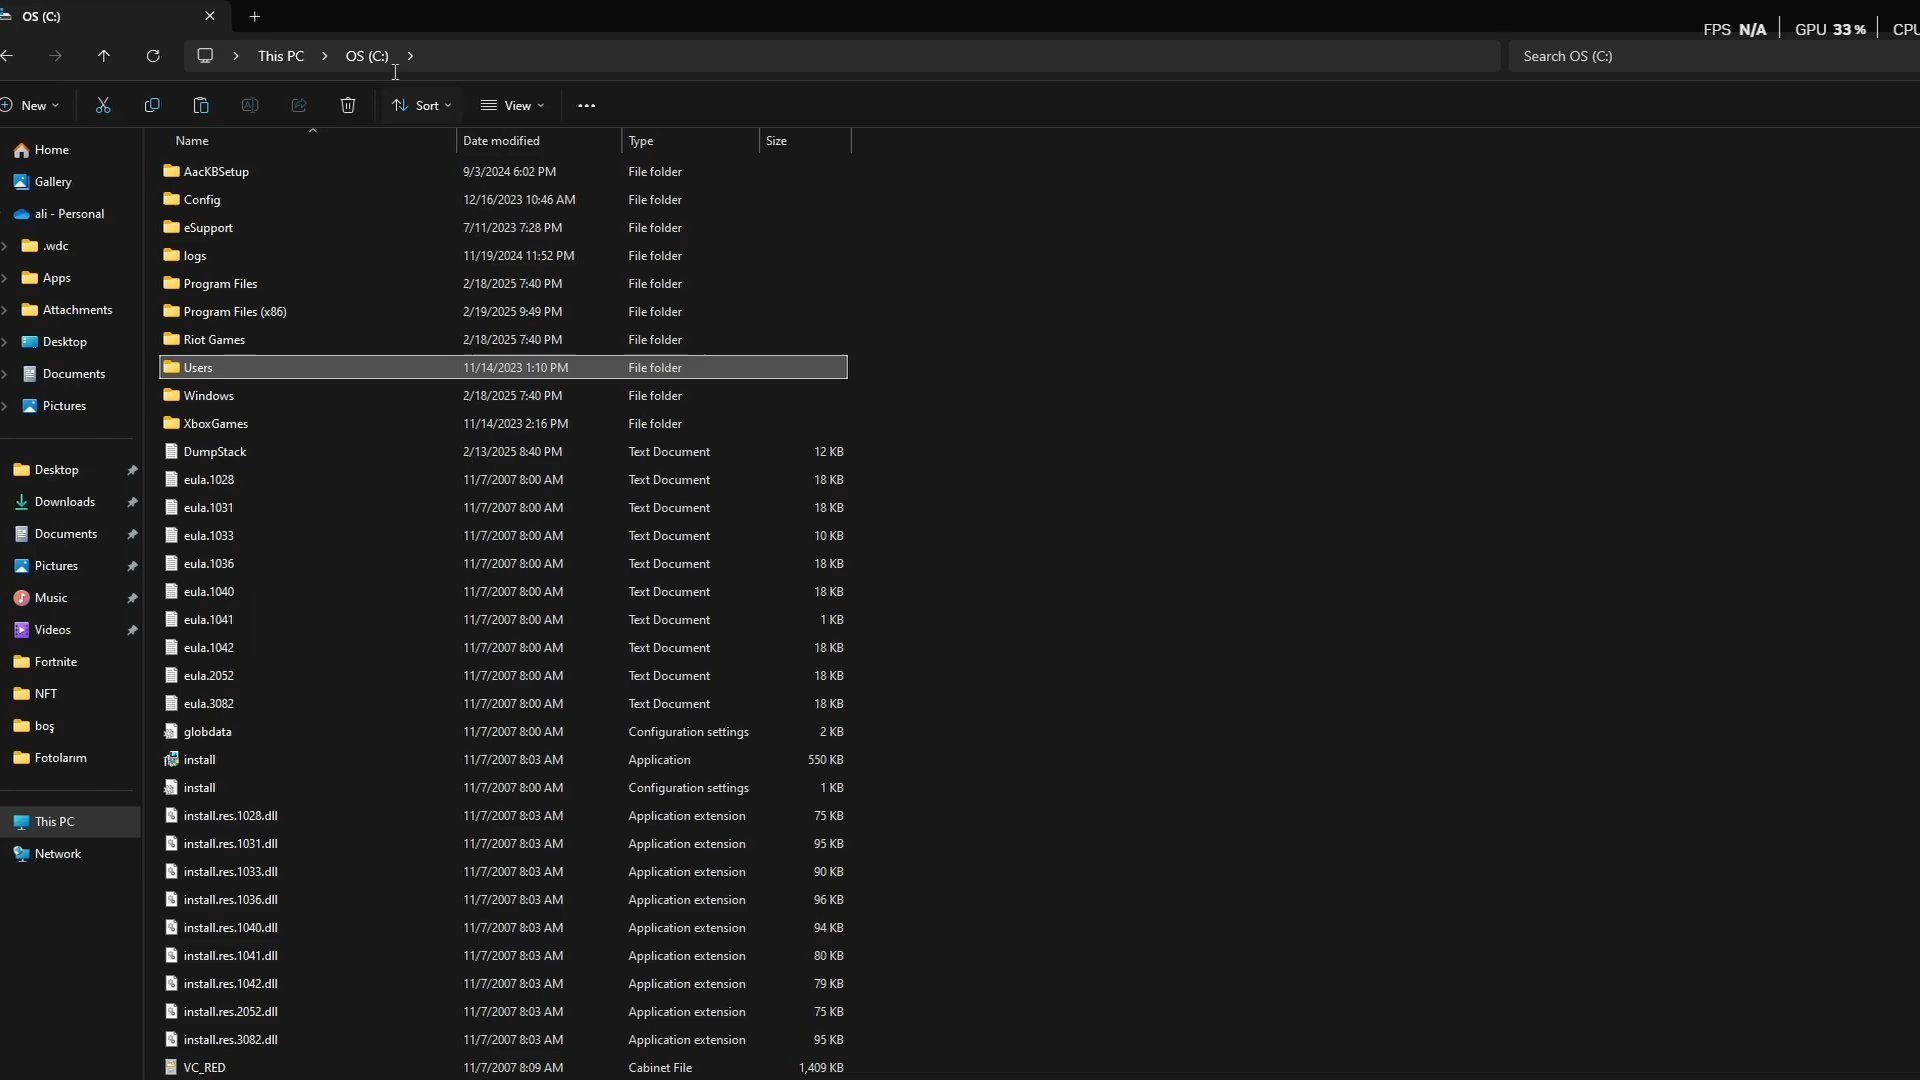 OS (C:)
FPS N/A GPU 33% CPU
This PC OS (C:)
Search OS (C:)
New Sort View
Name Date modified Type Size
Home
Gallery
ali - Personal
.wdc
Apps
Attachments
Desktop
Documents
Pictures
Desktop
Downloads
Documents
Pictures
Music
Videos
Fortnite
NFT
boş
Fotolarım
This PC
Network
AacKBSetup 9/3/2024 6:02 PM File folder
Config 12/16/2023 10:46 AM File folder
eSupport 7/11/2023 7:28 PM File folder
logs 11/19/2024 11:52 PM File folder
Program Files 2/18/2025 7:40 PM File folder
Program Files (x86) 2/19/2025 9:49 PM File folder
Riot Games 2/18/2025 7:40 PM File folder
Users 11/14/2023 1:10 PM File folder
Windows 2/18/2025 7:40 PM File folder
XboxGames 11/14/2023 2:16 PM File folder
DumpStack 2/13/2025 8:40 PM Text Document 12 KB
eula.1028 11/7/2007 8:00 AM Text Document 18 KB
eula.1031 11/7/2007 8:00 AM Text Document 18 KB
eula.1033 11/7/2007 8:00 AM Text Document 10 KB
eula.1036 11/7/2007 8:00 AM Text Document 18 KB
eula.1040 11/7/2007 8:00 AM Text Document 18 KB
eula.1041 11/7/2007 8:00 AM Text Document 1 KB
eula.1042 11/7/2007 8:00 AM Text Document 18 KB
eula.2052 11/7/2007 8:00 AM Text Document 18 KB
eula.3082 11/7/2007 8:00 AM Text Document 18 KB
globdata 11/7/2007 8:00 AM Configuration settings 2 KB
install 11/7/2007 8:03 AM Application 550 KB
install 11/7/2007 8:00 AM Configuration settings 1 KB
install.res.1028.dll 11/7/2007 8:03 AM Application extension 75 KB
install.res.1031.dll 11/7/2007 8:03 AM Application extension 95 KB
install.res.1033.dll 11/7/2007 8:03 AM Application extension 90 KB
install.res.1036.dll 11/7/2007 8:03 AM Application extension 96 KB
install.res.1040.dll 11/7/2007 8:03 AM Application extension 94 KB
install.res.1041.dll 11/7/2007 8:03 AM Application extension 80 KB
install.res.1042.dll 11/7/2007 8:03 AM Application extension 79 KB
install.res.2052.dll 11/7/2007 8:03 AM Application extension 75 KB
install.res.3082.dll 11/7/2007 8:03 AM Application extension 95 KB
VC_RED 11/7/2007 8:09 AM Cabinet File 1,409 KB